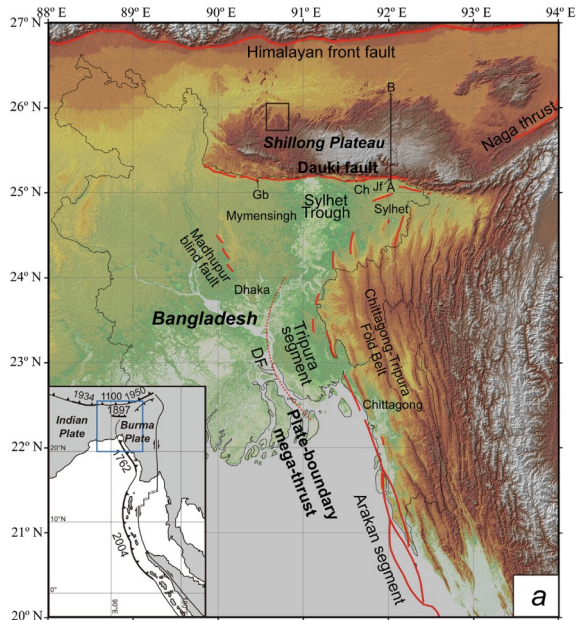 88° E 89° E 90° E 91° E 92° E 93° E 94° E
27° N
Himalayan front fault
26° N
B
Shillong Plateau
Naga thrust
Dauki fault
25° N
Gb
Ch Jf A
Mymensingh
Sylhet
Trough
Sylhet
24° N
Madhupur
blind fault
Dhaka
Bangladesh
23° N
DF
Tripura
segment
Chittagong-Tripura
Fold Belt
Chittagong
22° N
Plate-boundary
mega-thrust
21° N
Arakan segment
20° N
a
1934 1100 1950
1897
Indian
Plate
Burma
Plate
20°N
1762
10°N
2004
0°
90°E